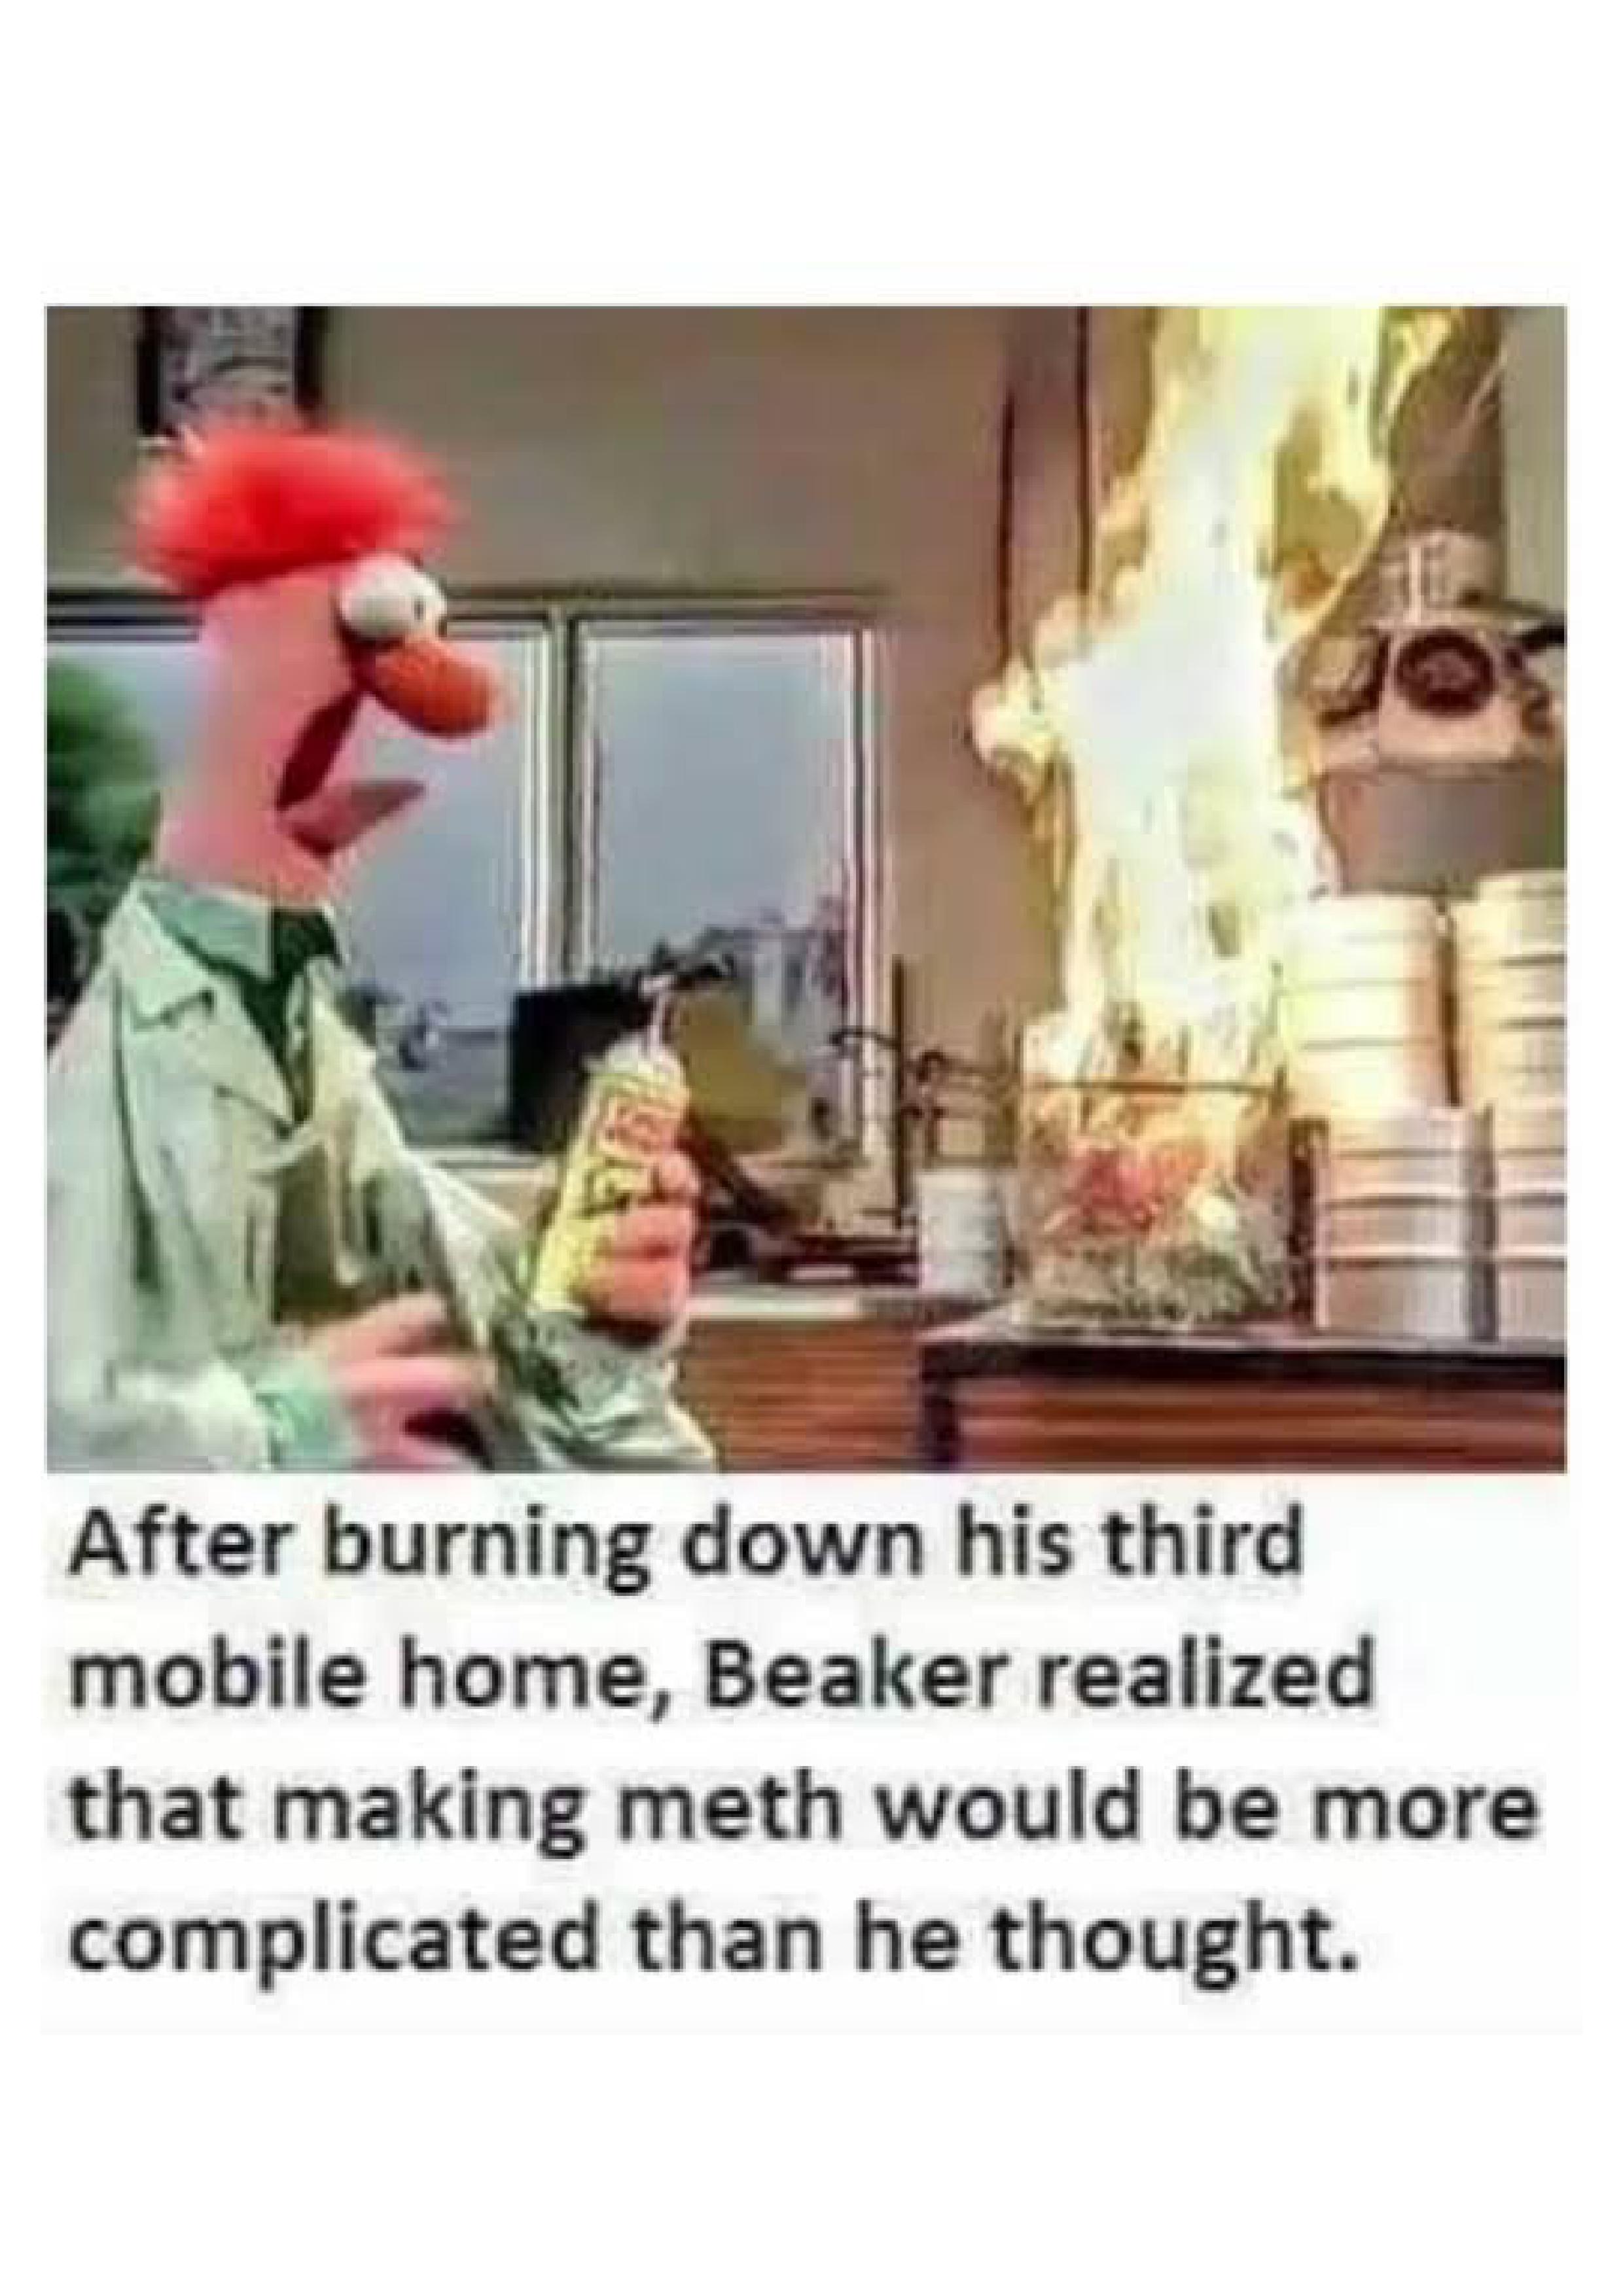 After burning down his third
mobile home, Beaker realized
that making meth would be more
complicated than he thought.